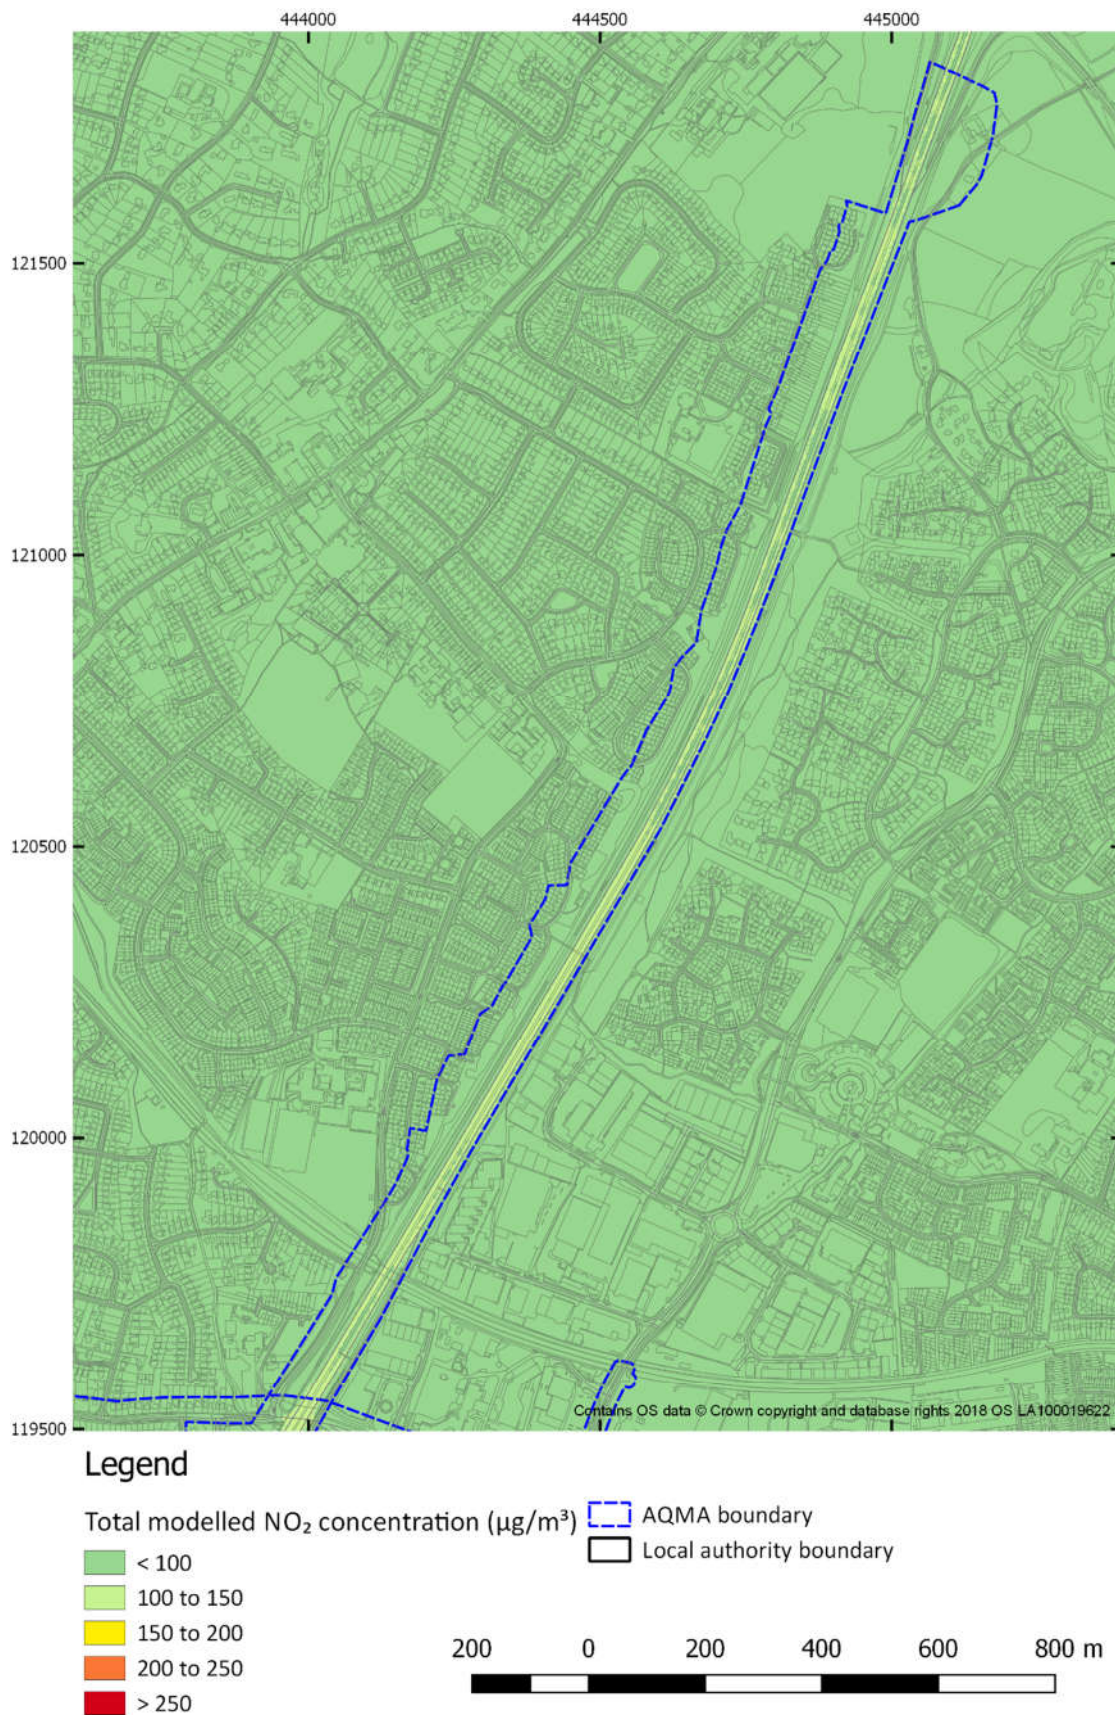 444000 444500 445000
121500
121000
120500
120000
119500
Contains OS data © Crown copyright and database rights 2018 OS LA100019622
Legend
Total modelled NO₂ concentration (µg/m³)
< 100
100 to 150
150 to 200
200 to 250
> 250
AQMA boundary
Local authority boundary
200 0 200 400 600 800 m